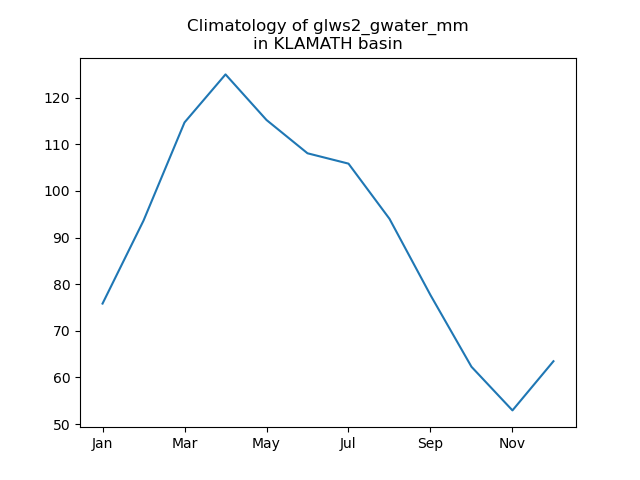 Climatology of glws2_gwater_mm
in KLAMATH basin
120
110
100
90
80
70
60
50
Jan
Mar
May
Jul
Sep
Nov